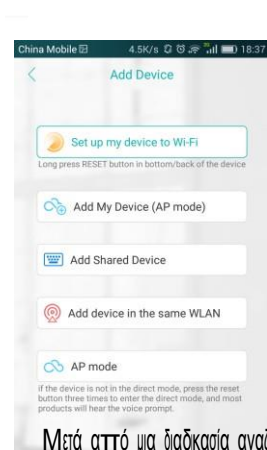 China Mobile 4.5K/s 18:37
Add Device
Set up my device to Wi-Fi
Long press RESET button in bottom/back of the device
Add My Device (AP mode)
Add Shared Device
Add device in the same WLAN
AP mode
if the device is not in the direct mode, press the reset
button three times to enter the direct mode, and most
products will hear the voice prompt.
Μετά από μια διαδικασία